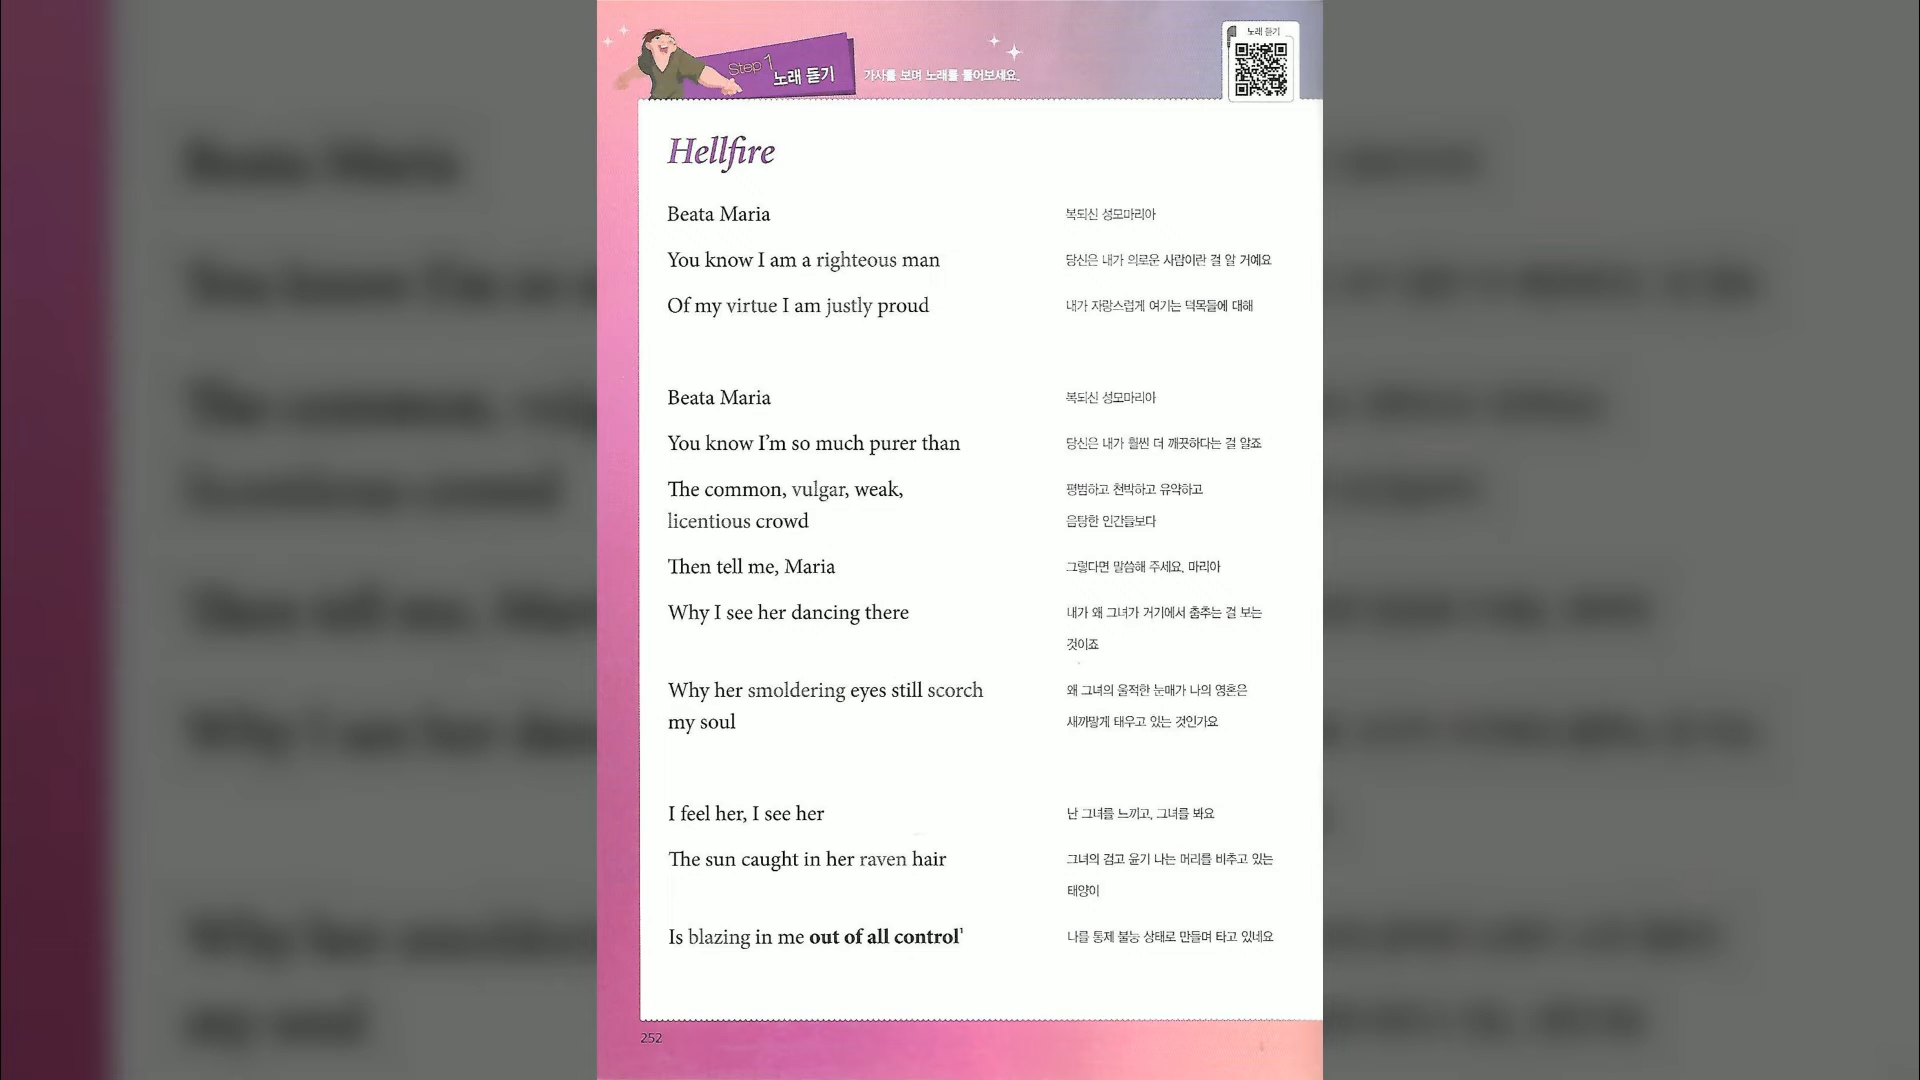 Step 1
노래 듣기
가사를 보며 노래를 들어보세요.
노래 듣기
Hellfire
Beata Maria
복되신 성모마리아
You know I am a righteous man
당신은 내가 의로운 사람이란 걸 알 거예요
Of my virtue I am justly proud
내가 자랑스럽게 여기는 덕목들에 대해
Beata Maria
복되신 성모마리아
You know I’m so much purer than
당신은 내가 훨씬 더 깨끗하다는 걸 알죠
The common, vulgar, weak,
평범하고 천박하고 유약하고
licentious crowd
음탕한 인간들보다
Then tell me, Maria
그렇다면 말씀해 주세요, 마리아
Why I see her dancing there
내가 왜 그녀가 거기에서 춤추는 걸 보는
것이죠
Why her smoldering eyes still scorch
왜 그녀의 울적한 눈매가 나의 영혼은
my soul
새까맣게 태우고 있는 것인가요
I feel her, I see her
난 그녀를 느끼고, 그녀를 봐요
The sun caught in her raven hair
그녀의 검고 윤기 나는 머리를 비추고 있는
태양이
Is blazing in me out of all control¹
나를 통제 불능 상태로 만들며 타고 있네요
252